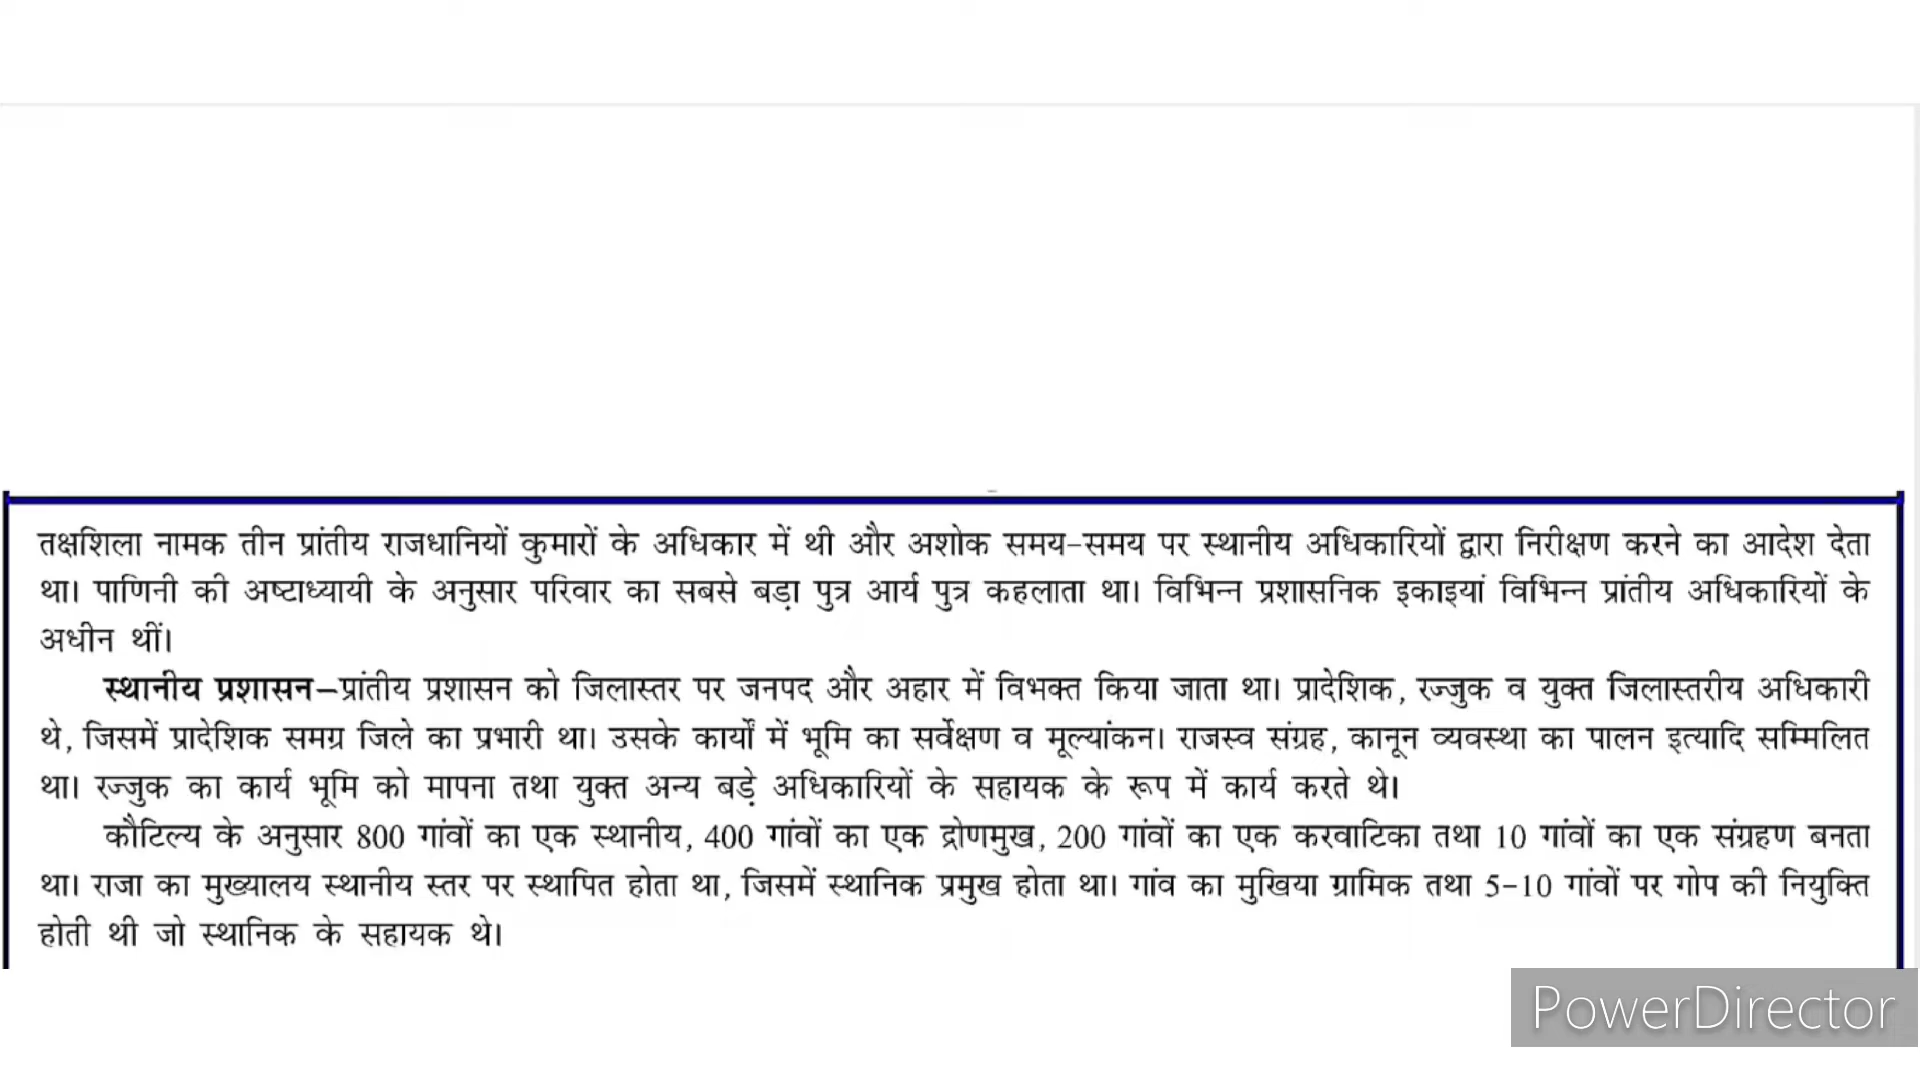 तक्षशिला नामक तीन प्रांतीय राजधानियों कुमारों के अधिकार में थी और अशोक समय-समय पर स्थानीय अधिकारियों द्वारा निरीक्षण करने का आदेश देता
था। पाणिनी की अष्टाध्यायी के अनुसार परिवार का सबसे बड़ा पुत्र आर्य पुत्र कहलाता था। विभिन्न प्रशासनिक इकाइयां विभिन्न प्रांतीय अधिकारियों के
अधीन थीं।
स्थानीय प्रशासन–प्रांतीय प्रशासन को जिलास्तर पर जनपद और अहार में विभक्त किया जाता था। प्रादेशिक, रज्जुक व युक्त जिलास्तरीय अधिकारी
थे, जिसमें प्रादेशिक समग्र जिले का प्रभारी था। उसके कार्यों में भूमि का सर्वेक्षण व मूल्यांकन। राजस्व संग्रह, कानून व्यवस्था का पालन इत्यादि सम्मिलित
था। रज्जुक का कार्य भूमि को मापना तथा युक्त अन्य बड़े अधिकारियों के सहायक के रूप में कार्य करते थे।
कौटिल्य के अनुसार 800 गांवों का एक स्थानीय, 400 गांवों का एक द्रोणमुख, 200 गांवों का एक करवाटिका तथा 10 गांवों का एक संग्रहण बनता
था। राजा का मुख्यालय स्थानीय स्तर पर स्थापित होता था, जिसमें स्थानिक प्रमुख होता था। गांव का मुखिया ग्रामिक तथा 5-10 गांवों पर गोप की नियुक्ति
होती थी जो स्थानिक के सहायक थे।
PowerDirector